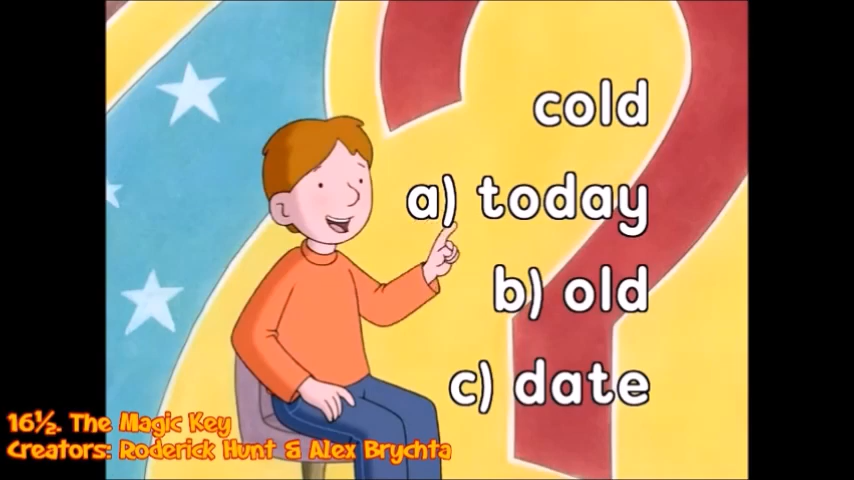 cold
a) today
b) old
c) date
16½. The Magic Key
Creators: Roderick Hunt & Alex Brychta